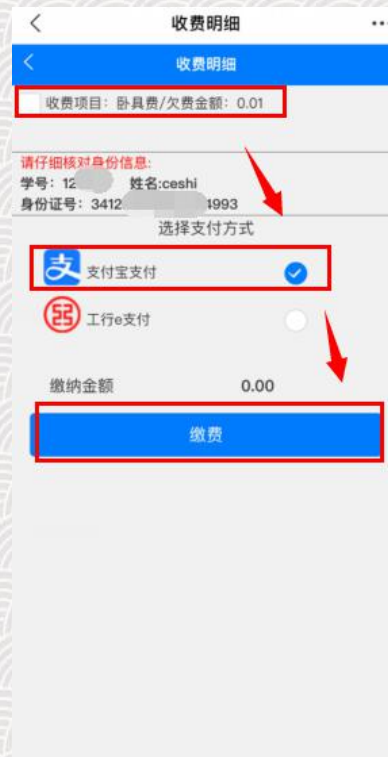 收费明细
收费明细
收费项目：卧具费/欠费金额：0.01
请仔细核对身份信息:
学号：12 姓名:ceshi
身份证号：3412 4993
选择支付方式
支 支付宝支付
工行e支付
缴纳金额 0.00
缴费